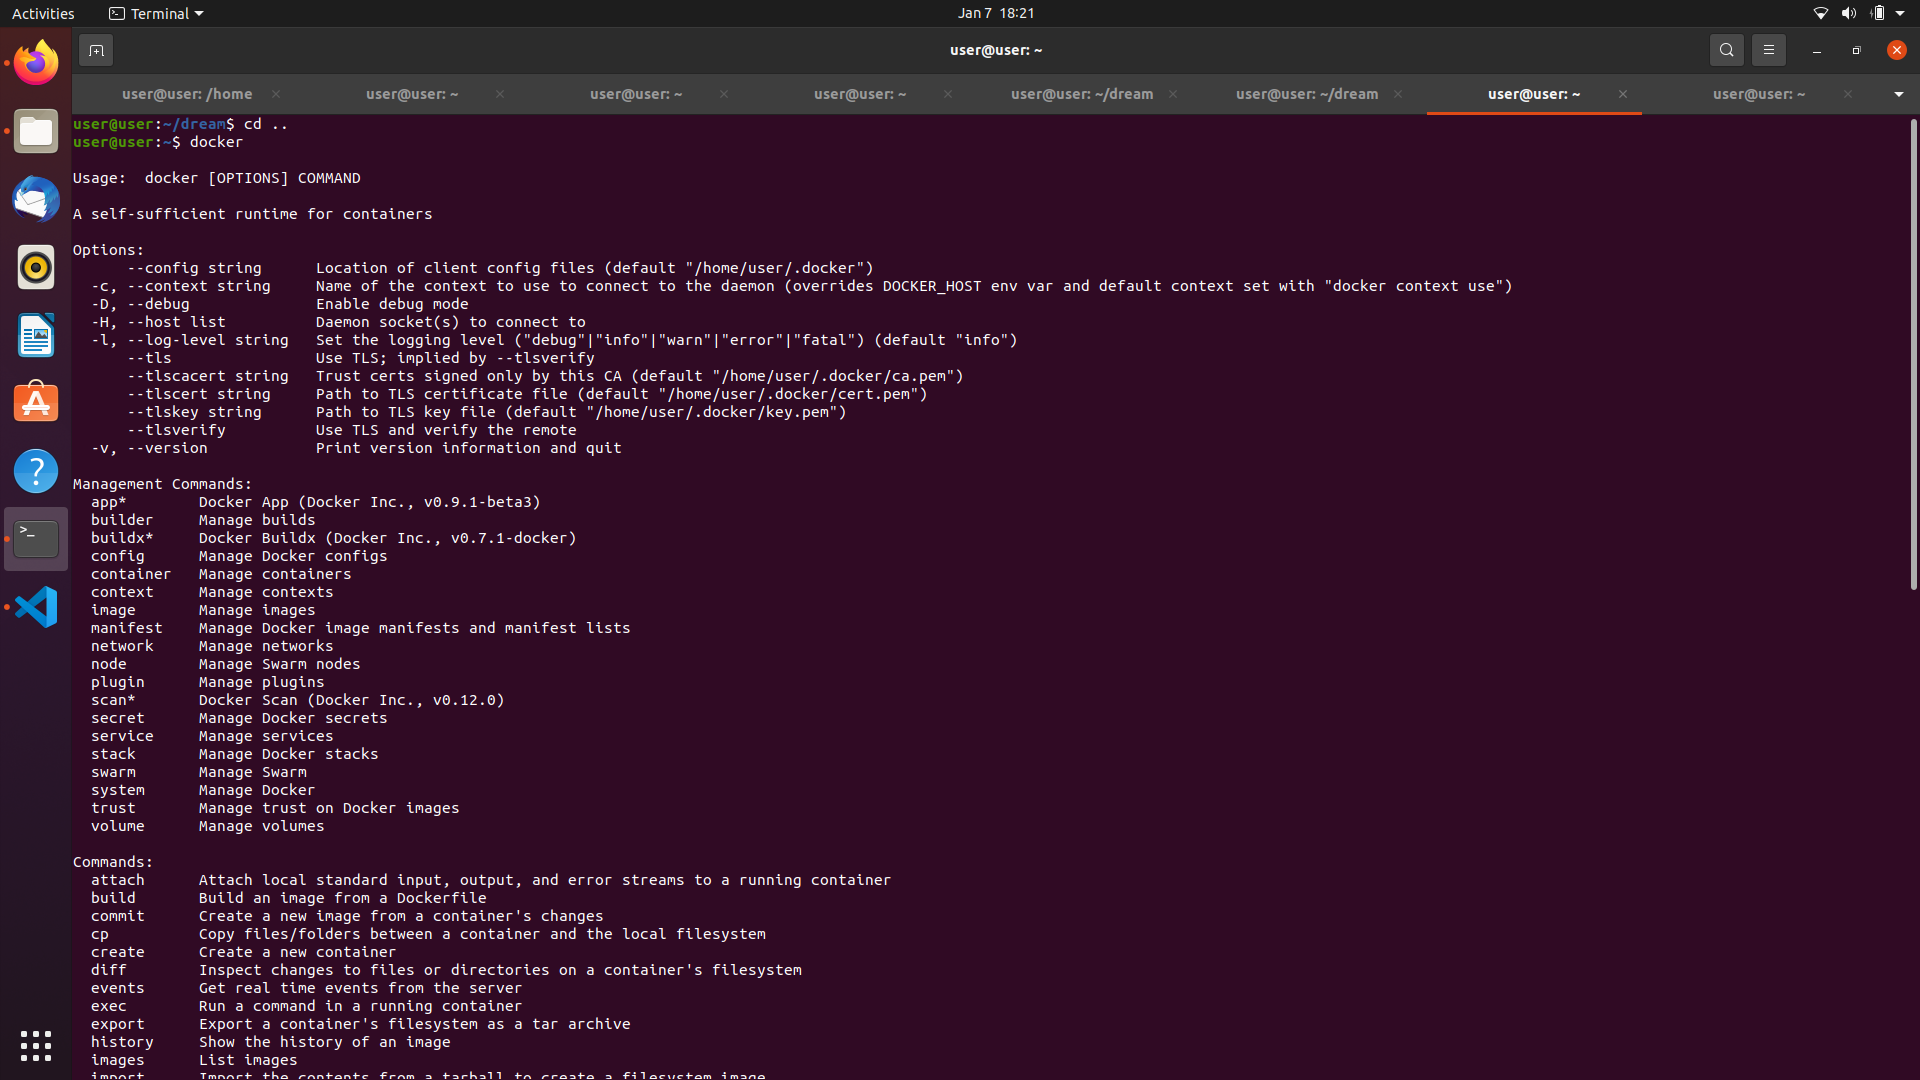 Activities
Terminal
Jan 7  18:21
user@user: ~
user@user: /home
user@user: ~
user@user: ~
user@user: ~
user@user: ~/dream
user@user: ~/dream
user@user: ~
user@user: ~
user@user:~/dream$ cd ..
user@user:~$ docker
Usage:  docker [OPTIONS] COMMAND
A self-sufficient runtime for containers
Options:
      --config string      Location of client config files (default "/home/user/.docker")
  -c, --context string     Name of the context to use to connect to the daemon (overrides DOCKER_HOST env var and default context set with "docker context use")
  -D, --debug              Enable debug mode
  -H, --host list          Daemon socket(s) to connect to
  -l, --log-level string   Set the logging level ("debug"|"info"|"warn"|"error"|"fatal") (default "info")
      --tls                Use TLS; implied by --tlsverify
      --tlscacert string   Trust certs signed only by this CA (default "/home/user/.docker/ca.pem")
      --tlscert string     Path to TLS certificate file (default "/home/user/.docker/cert.pem")
      --tlskey string      Path to TLS key file (default "/home/user/.docker/key.pem")
      --tlsverify          Use TLS and verify the remote
  -v, --version            Print version information and quit
Management Commands:
  app*        Docker App (Docker Inc., v0.9.1-beta3)
  builder     Manage builds
  buildx*     Docker Buildx (Docker Inc., v0.7.1-docker)
  config      Manage Docker configs
  container   Manage containers
  context     Manage contexts
  image       Manage images
  manifest    Manage Docker image manifests and manifest lists
  network     Manage networks
  node        Manage Swarm nodes
  plugin      Manage plugins
  scan*       Docker Scan (Docker Inc., v0.12.0)
  secret      Manage Docker secrets
  service     Manage services
  stack       Manage Docker stacks
  swarm       Manage Swarm
  system      Manage Docker
  trust       Manage trust on Docker images
  volume      Manage volumes
Commands:
  attach      Attach local standard input, output, and error streams to a running container
  build       Build an image from a Dockerfile
  commit      Create a new image from a container's changes
  cp          Copy files/folders between a container and the local filesystem
  create      Create a new container
  diff        Inspect changes to files or directories on a container's filesystem
  events      Get real time events from the server
  exec        Run a command in a running container
  export      Export a container's filesystem as a tar archive
  history     Show the history of an image
  images      List images
  import      Import the contents from a tarball to create a filesystem image